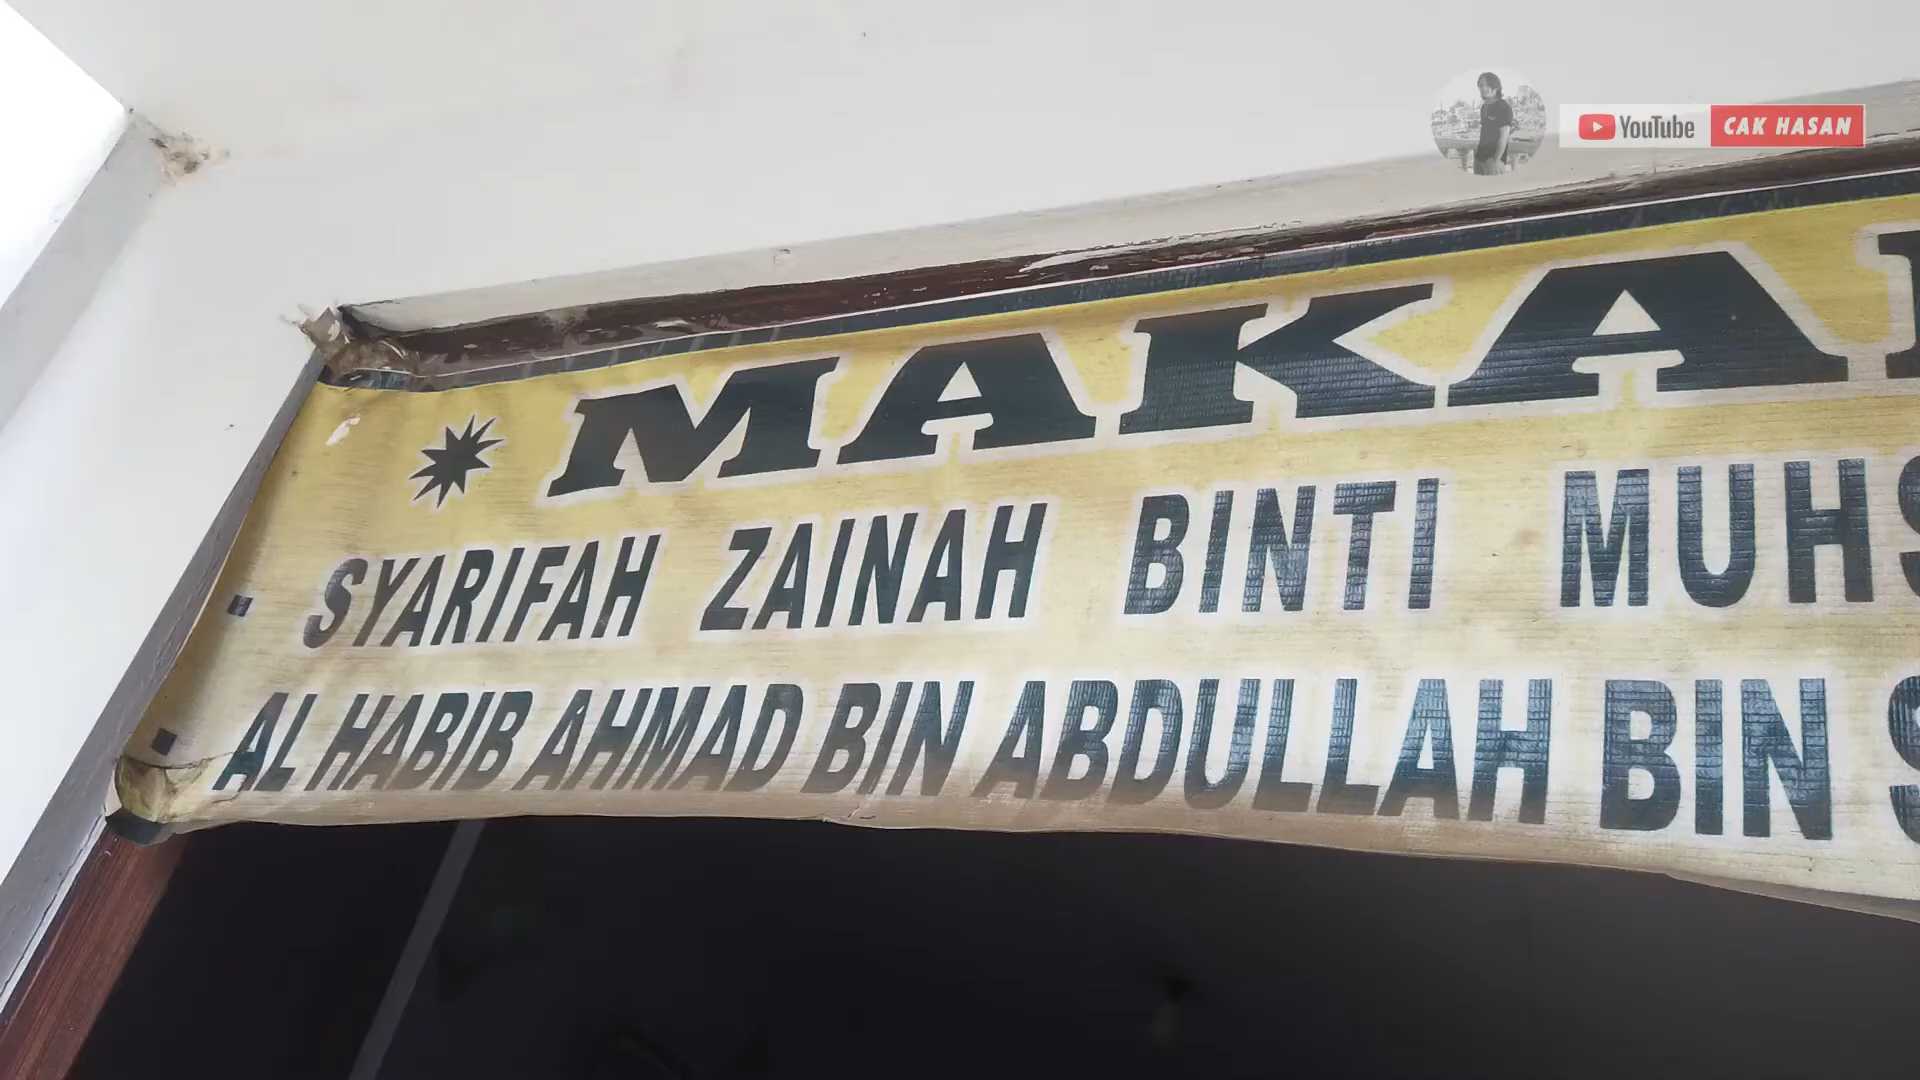 YouTube CAK HASAN
MAKA
SYARIFAH ZAINAH BINTI MUHS
AL HABIB AHMAD BIN ABDULLAH BIN S